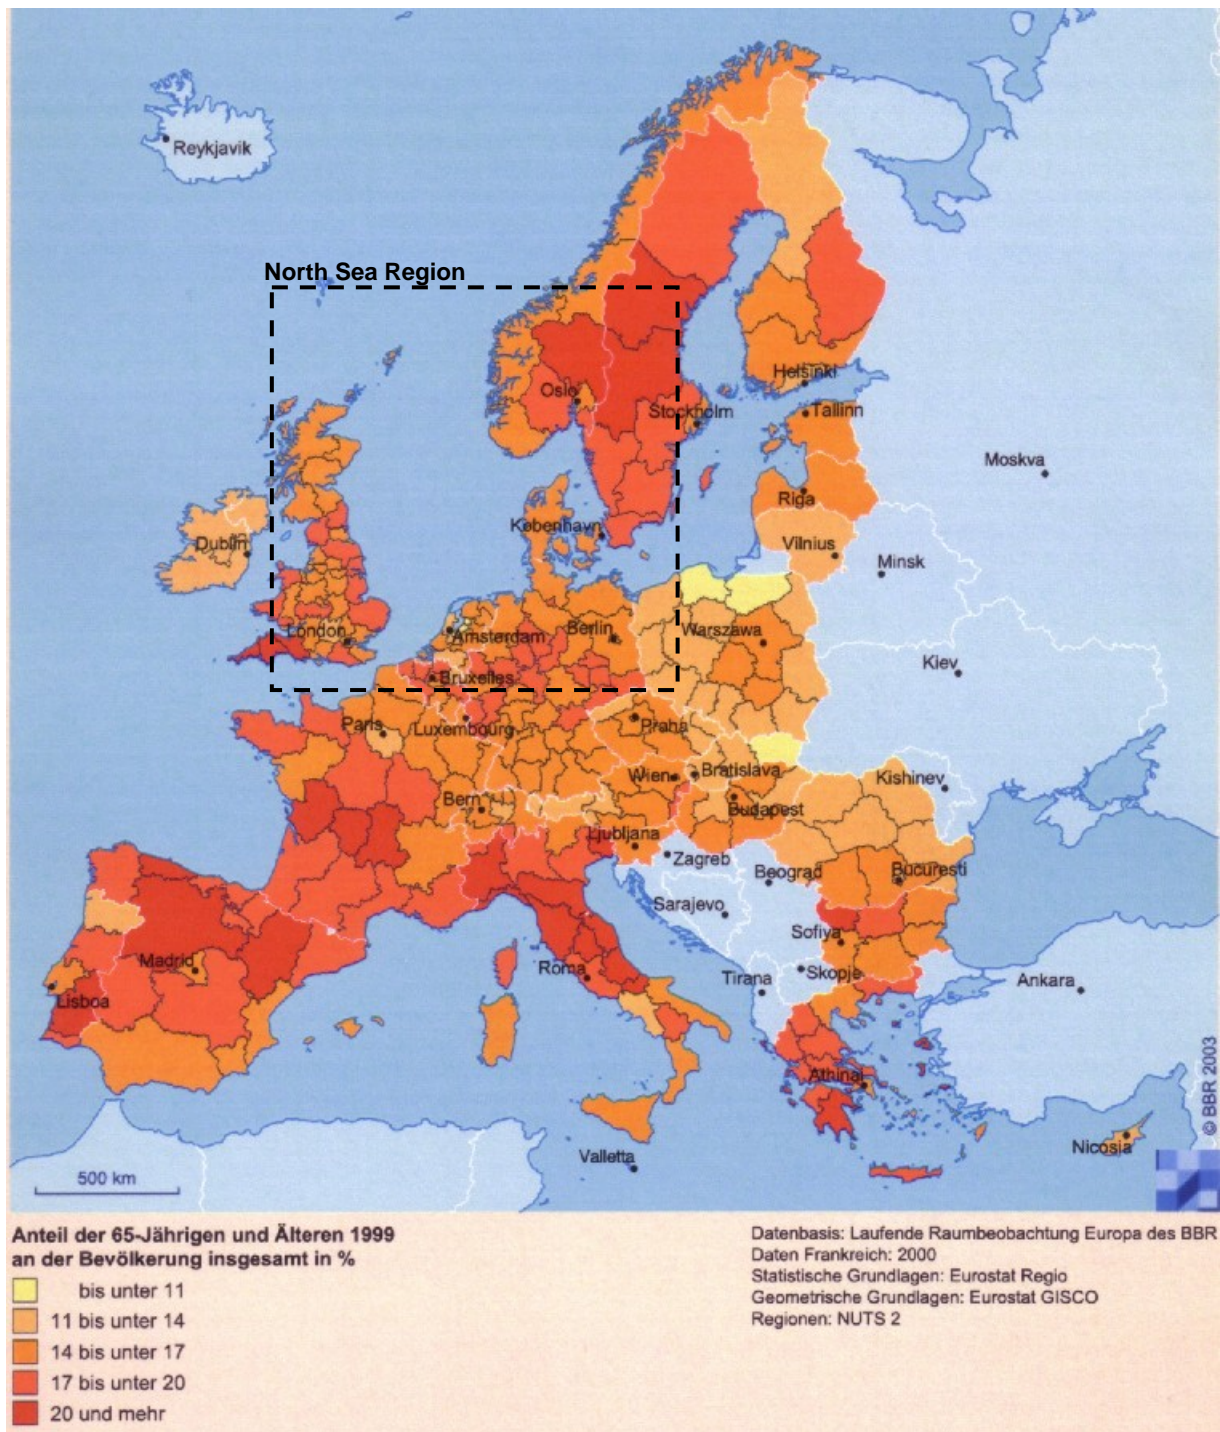 Reykjavik
North Sea Region
Oslo
Helsinki
Stockholm
Tallinn
Moskva
Riga
København
Dublin
Vilnius
Minsk
London
Amsterdam
Berlin
Warszawa
Kiev
Bruxelles
Paris
Luxembourg
Praha
Wien
Bratislava
Kishinev
Bern
Budapest
Ljubljana
Zagreb
Beograd
Bucuresti
Sarajevo
Sofiya
Madrid
Roma
Tirana
Skopje
Ankara
Lisboa
Athinai
© BBR 2003
Nicosia
Valletta
500 km
Anteil der 65-Jährigen und Älteren 1999
an der Bevölkerung insgesamt in %
bis unter 11
11 bis unter 14
14 bis unter 17
17 bis unter 20
20 und mehr
Datenbasis: Laufende Raumbeobachtung Europa des BBR
Daten Frankreich: 2000
Statistische Grundlagen: Eurostat Regio
Geometrische Grundlagen: Eurostat GISCO
Regionen: NUTS 2